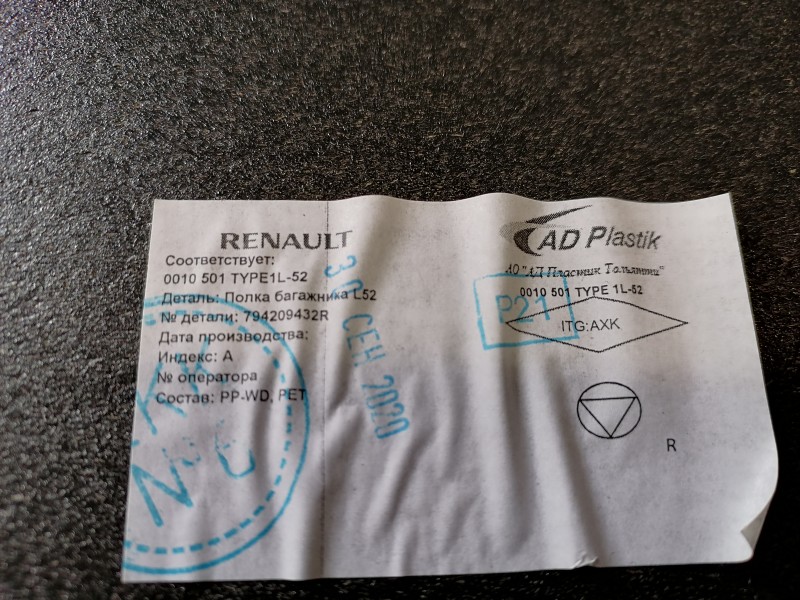 RENAULT
Соответствует:
0010 501 TYPE1L-52
Деталь: Полка багажника L52
№ детали: 794209432R
Дата производства:
Индекс: A
№ оператора
Состав: PP-WD, PET
30 СЕН 2020
№
AD Plastik
АО "АД Пластик Тольятти"
0010 501 TYPE 1L-52
P21
ITG:AXK
R